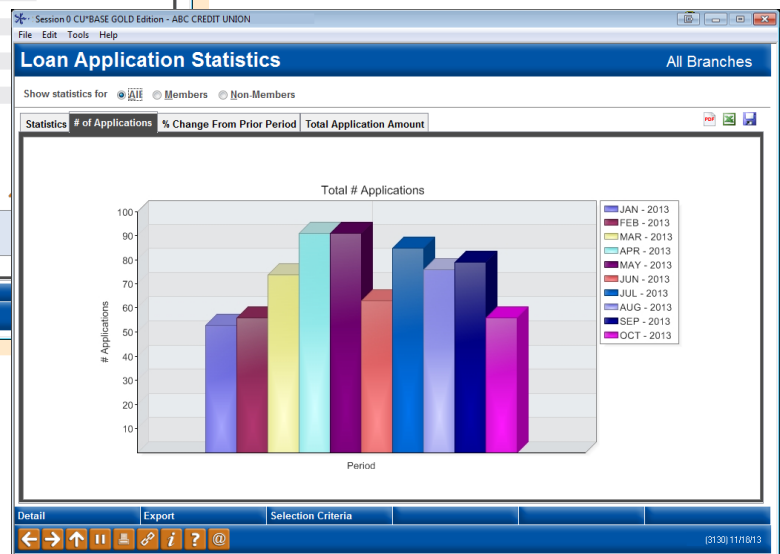 Session 0 CU*BASE GOLD Edition - ABC CREDIT UNION
File Edit Tools Help
Loan Application Statistics All Branches
Show statistics for All Members Non-Members
Statistics # of Applications % Change From Prior Period Total Application Amount
PDF
Total # Applications
100
90
80
70
60
50
40
30
20
10
# Applications
Period
JAN - 2013
FEB - 2013
MAR - 2013
APR - 2013
MAY - 2013
JUN - 2013
JUL - 2013
AUG - 2013
SEP - 2013
OCT - 2013
Detail Export Selection Criteria
i ? @
(3130) 11/18/13